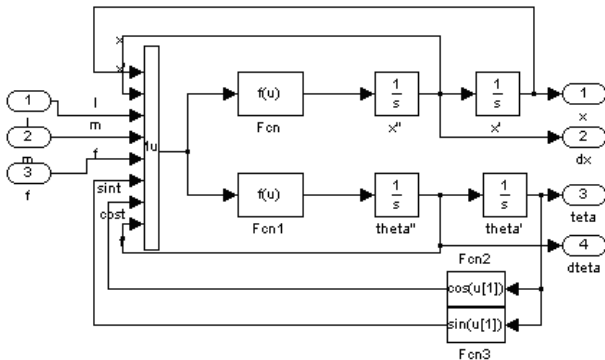 x
x'
1
l
l
2
m
m
3
f
f
sint
cost
f(u)
Fcn
1
s
x''
1
s
x'
1
x
2
dx
f(u)
Fcn1
1
s
theta''
1
s
theta'
3
teta
4
dteta
Fcn2
cos(u[1])
sin(u[1])
Fcn3